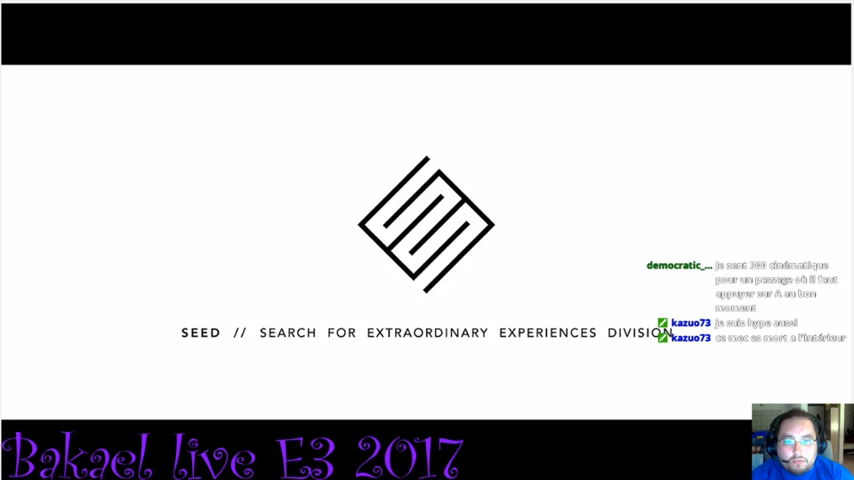 SEED // SEARCH FOR EXTRAORDINARY EXPERIENCES DIVISION
democratic_... je sent 300 cinématique
pour un passage où il faut
appuyer sur A au bon
moment
kazuo73 je suis hype aussi
kazuo73 ce mec es mort a l'intérieur
Bakael live E3 2017